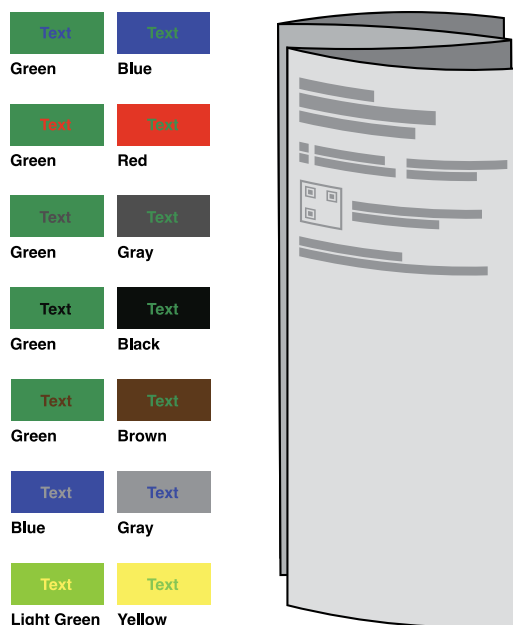 Text Text
Green Blue
Text Text
Green Red
Text Text
Green Gray
Text Text
Green Black
Text Text
Green Brown
Text Text
Blue Gray
Text Text
Light Green Yellow